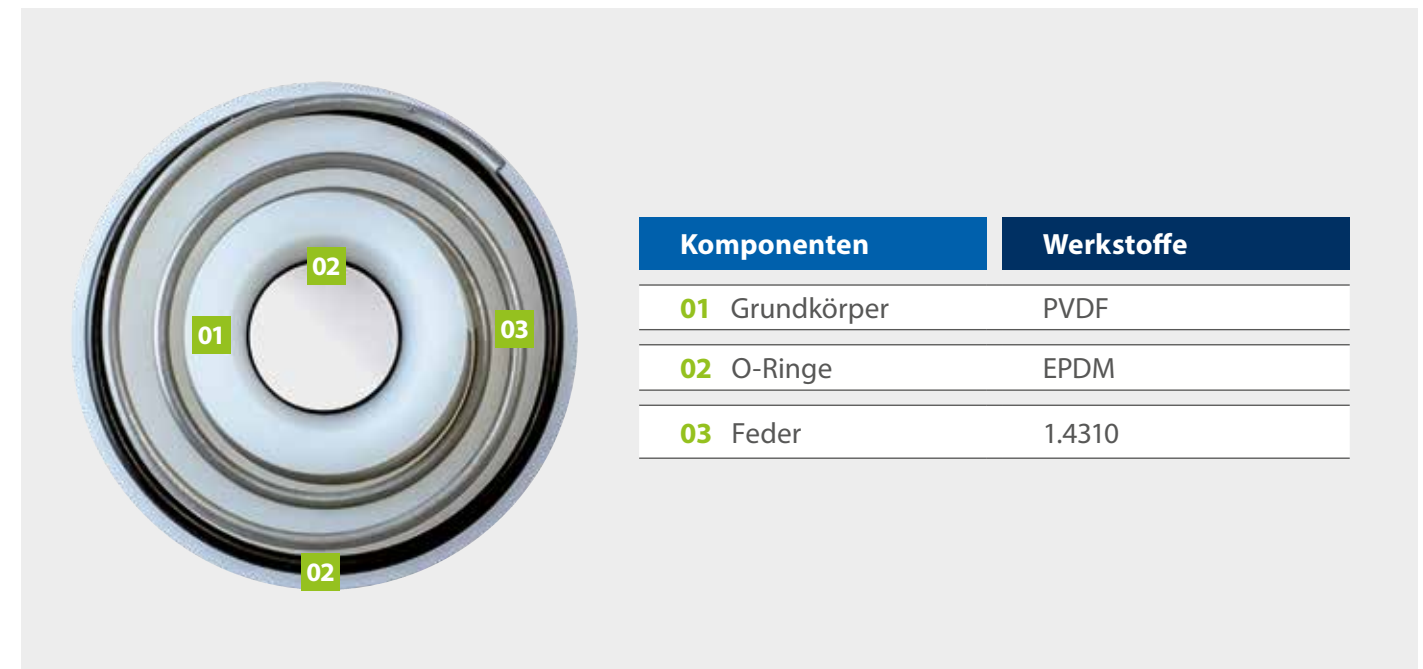 02
01
03
02
Komponenten Werkstoffe
01 Grundkörper PVDF
02 O-Ringe EPDM
03 Feder 1.4310